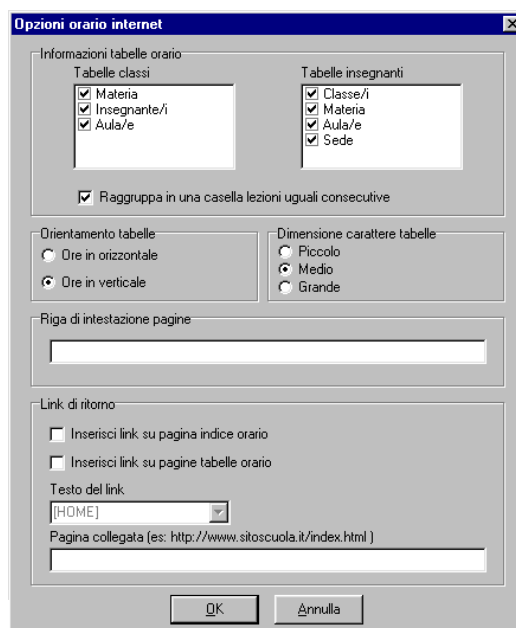 Opzioni orario internet
Informazioni tabelle orario
Tabelle classi
Materia
Insegnante/i
Aula/e
Tabelle insegnanti
Classe/i
Materia
Aula/e
Sede
Raggruppa in una casella lezioni uguali consecutive
Orientamento tabelle
Ore in orizzontale
Ore in verticale
Dimensione carattere tabelle
Piccolo
Medio
Grande
Riga di intestazione pagine
Link di ritorno
Inserisci link su pagina indice orario
Inserisci link su pagine tabelle orario
Testo del link
[HOME]
Pagina collegata (es: http://www.sitoscuola.it/index.html )
OK
Annulla